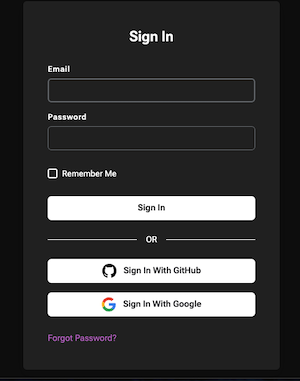 Sign In
Email
Password
Remember Me
Sign In
OR
Sign In With GitHub
Sign In With Google
Forgot Password?